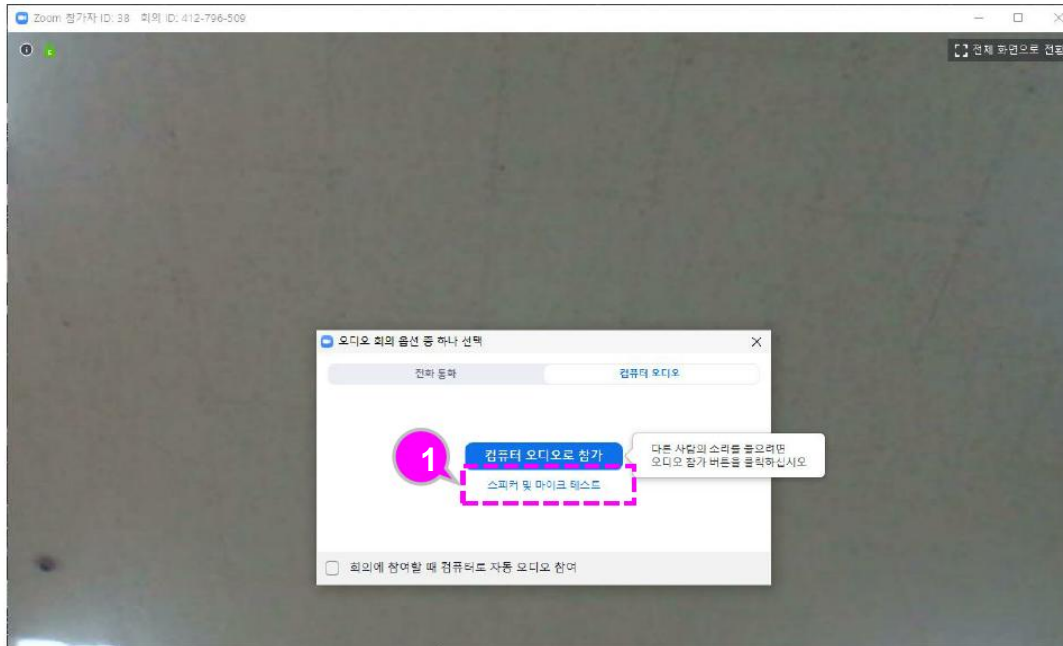 Zoom 참가자 ID: 38 회의 ID: 412-796-509
전체 화면으로 전환
오디오 회의 옵션 중 하나 선택
전화 통화
컴퓨터 오디오
1
컴퓨터 오디오로 참가
다른 사람의 소리를 들으려면
오디오 참가 버튼을 클릭하십시오
스피커 및 마이크 테스트
회의에 참여할 때 컴퓨터로 자동 오디오 참여